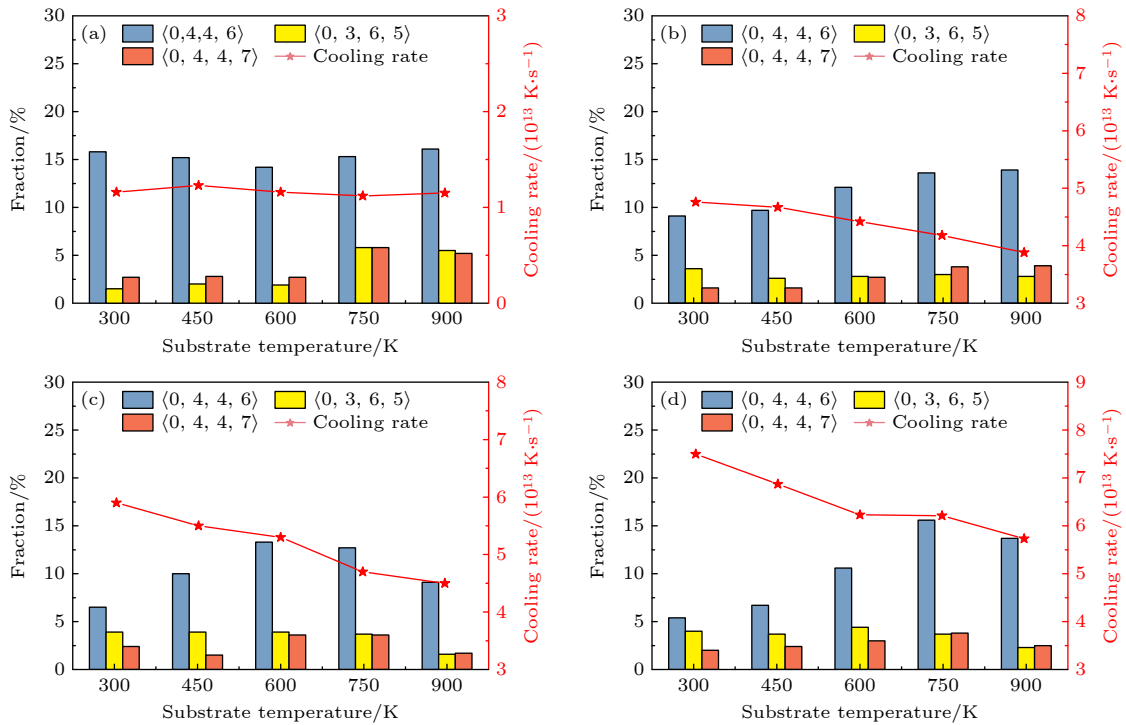 (a)
⟨0,4,4, 6⟩
⟨0, 3, 6, 5⟩
⟨0, 4, 4, 7⟩
Cooling rate
Fraction/%
30
25
20
15
10
5
0
3
2
1
0
Cooling rate/(10¹³ K·s⁻¹)
300 450 600 750 900
Substrate temperature/K
(b)
⟨0, 4, 4, 6⟩
⟨0, 3, 6, 5⟩
⟨0, 4, 4, 7⟩
Cooling rate
Fraction/%
30
25
20
15
10
5
0
8
7
6
5
4
3
Cooling rate/(10¹³ K·s⁻¹)
300 450 600 750 900
Substrate temperature/K
(c)
⟨0, 4, 4, 6⟩
⟨0, 3, 6, 5⟩
⟨0, 4, 4, 7⟩
Cooling rate
Fraction/%
30
25
20
15
10
5
0
8
7
6
5
4
3
Cooling rate/(10¹³ K·s⁻¹)
300 450 600 750 900
Substrate temperature/K
(d)
⟨0, 4, 4, 6⟩
⟨0, 3, 6, 5⟩
⟨0, 4, 4, 7⟩
Cooling rate
Fraction/%
30
25
20
15
10
5
0
9
8
7
6
5
4
3
Cooling rate/(10¹³ K·s⁻¹)
300 450 600 750 900
Substrate temperature/K